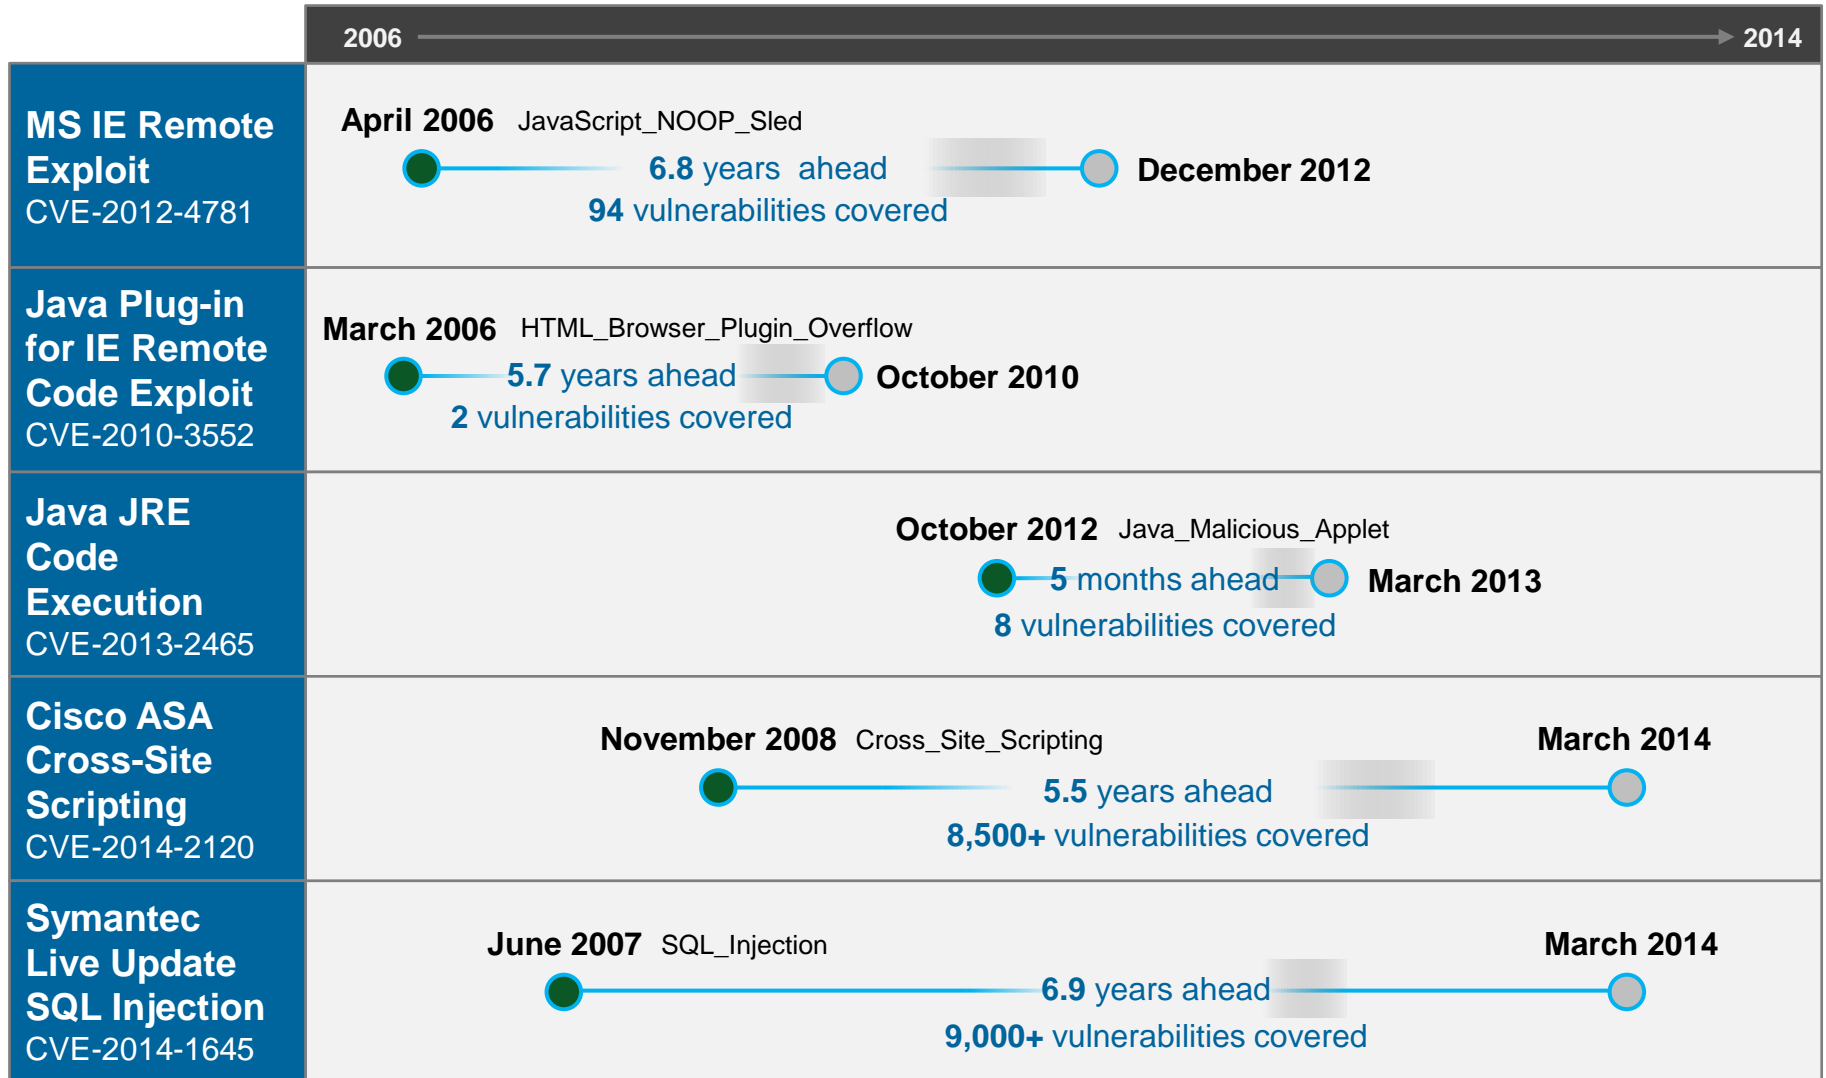 2006 2014
MS IE Remote
Exploit
CVE-2012-4781
April 2006 JavaScript_NOOP_Sled
6.8 years ahead
December 2012
94 vulnerabilities covered
Java Plug-in
for IE Remote
Code Exploit
CVE-2010-3552
March 2006 HTML_Browser_Plugin_Overflow
5.7 years ahead
October 2010
2 vulnerabilities covered
Java JRE
Code
Execution
CVE-2013-2465
October 2012 Java_Malicious_Applet
5 months ahead
March 2013
8 vulnerabilities covered
Cisco ASA
Cross-Site
Scripting
CVE-2014-2120
November 2008 Cross_Site_Scripting
March 2014
5.5 years ahead
8,500+ vulnerabilities covered
Symantec
Live Update
SQL Injection
CVE-2014-1645
June 2007 SQL_Injection
March 2014
6.9 years ahead
9,000+ vulnerabilities covered